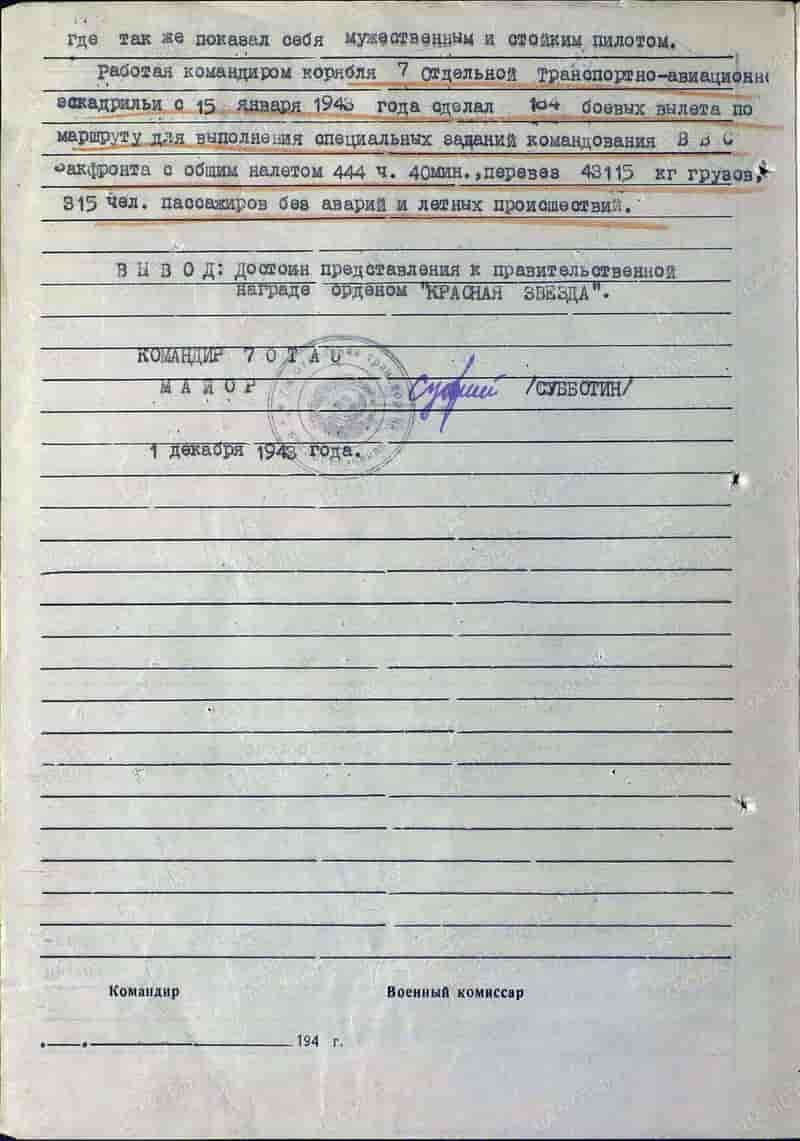 Где так же показал себя мужественным и стойким пилотом.
Работая командиром корабля 7 Отдельной Транспортно-авиационн
эскадрильи с 15 января 1943 года сделал 104 боевых вылета по
маршруту для выполнения специальных заданий командования В В С
Закфронта с общим налетом 444 ч. 40мин.,перевез 43115 кг грузов,
315 чел. пассажиров без аварий и летных происшествий.
В Ы В О Д: Достоин представления к правительственной
награде орденом "КРАСНАЯ ЗВЕЗДА".
КОМАНДИР 7 О Т А Э
М А Й О Р /СУББОТИН/
1 декабря 1943 года.
Командир Военный комиссар
194 г.